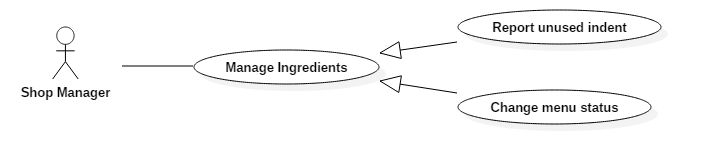 Report unused indent
Manage Ingredients
Shop Manager
Change menu status